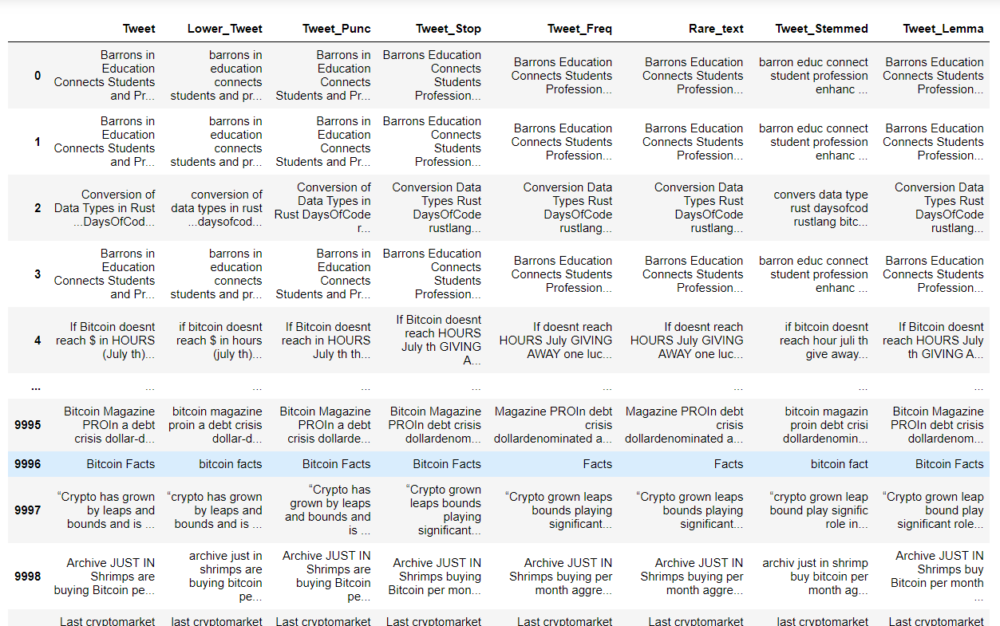 Tweet Lower_Tweet Tweet_Punc Tweet_Stop Tweet_Freq Rare_text Tweet_Stemmed Tweet_Lemma
0
Barrons in
Education
Connects Students
and Pr...
barrons in
education
connects
students and pr...
Barrons in
Education
Connects
Students and Pr...
Barrons Education
Connects
Students
Profession...
Barrons Education
Connects Students
Profession...
Barrons Education
Connects Students
Profession...
barron educ connect
student profession
enhanc ...
Barrons Education
Connects Students
Profession...
1
Barrons in
Education
Connects Students
and Pr...
barrons in
education
connects
students and pr...
Barrons in
Education
Connects
Students and Pr...
Barrons Education
Connects
Students
Profession...
Barrons Education
Connects Students
Profession...
Barrons Education
Connects Students
Profession...
barron educ connect
student profession
enhanc ...
Barrons Education
Connects Students
Profession...
2
Conversion of
Data Types in Rust
...DaysOfCod...
conversion of
data types in rust
...daysofcod...
Conversion of
Data Types in
Rust DaysOfCode
r...
Conversion Data
Types Rust
DaysOfCode
rustlang...
Conversion Data
Types Rust
DaysOfCode
rustlang...
Conversion Data
Types Rust
DaysOfCode
rustlang...
convers data type
rust daysofcod
rustlang bitc...
Conversion Data
Types Rust
DaysOfCode
rustlang...
3
Barrons in
Education
Connects Students
and Pr...
barrons in
education
connects
students and pr...
Barrons in
Education
Connects
Students and Pr...
Barrons Education
Connects
Students
Profession...
Barrons Education
Connects Students
Profession...
Barrons Education
Connects Students
Profession...
barron educ connect
student profession
enhanc ...
Barrons Education
Connects Students
Profession...
4
If Bitcoin doesnt
reach $ in HOURS
(July th)...
if bitcoin doesnt
reach $ in hours
(july th)...
If Bitcoin doesnt
reach in HOURS
July th th...
If Bitcoin doesnt
reach HOURS
July th GIVING
A...
If doesnt reach
HOURS July GIVING
AWAY one luc...
If doesnt reach
HOURS July GIVING
AWAY one luc...
if bitcoin doesnt
reach hour juli th
give away...
If Bitcoin doesnt
reach HOURS July
th GIVING A...
... ... ... ... ... ... ... ... ...
9995
Bitcoin Magazine
PROIn a debt
crisis dollar-d...
bitcoin magazine
proin a debt crisis
dollar-d...
Bitcoin Magazine
PROIn a debt
crisis dollarde...
Bitcoin Magazine
PROIn debt crisis
dollardenom...
Magazine PROIn debt
crisis
dollardenominated a...
Magazine PROIn debt
crisis
dollardenominated a...
bitcoin magazin
proin debt crisi
dollardenomin...
Bitcoin Magazine
PROIn debt crisis
dollardenom...
9996 Bitcoin Facts bitcoin facts Bitcoin Facts Bitcoin Facts Facts Facts bitcoin fact Bitcoin Facts
9997
“Crypto has grown
by leaps and
bounds and is ...
“crypto has grown
by leaps and
bounds and is ...
“Crypto has
grown by leaps
and bounds and
is ...
“Crypto grown
leaps bounds
playing
significant...
“Crypto grown leaps
bounds playing
significant...
“Crypto grown leaps
bounds playing
significant...
“crypto grown leap
bound play signific
role in...
“Crypto grown leap
bound play
significant role...
9998
Archive JUST IN
Shrimps are
buying Bitcoin pe...
archive just in
shrimps are
buying bitcoin
pe...
Archive JUST IN
Shrimps are
buying Bitcoin
pe...
Archive JUST IN
Shrimps buying
Bitcoin per mon...
Archive JUST IN
Shrimps buying per
month aggre...
Archive JUST IN
Shrimps buying per
month aggre...
archiv just in shrimp
buy bitcoin per
month ag...
Archive JUST IN
Shrimps buy
Bitcoin per month
...
Last cryptomarket last cryptomarket Last cryptomarket Last cryptomarket Last cryptomarket Last cryptomarket last cryptomarket Last cryptomarket